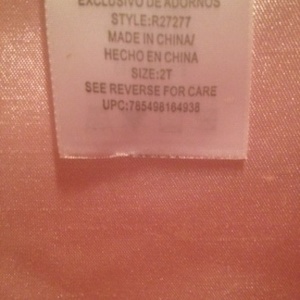 EXCLUSIVO DE ADORNOS
STYLE:R27277
MADE IN CHINA/
HECHO EN CHINA
SIZE:2T
SEE REVERSE FOR CARE
UPC:785498164938